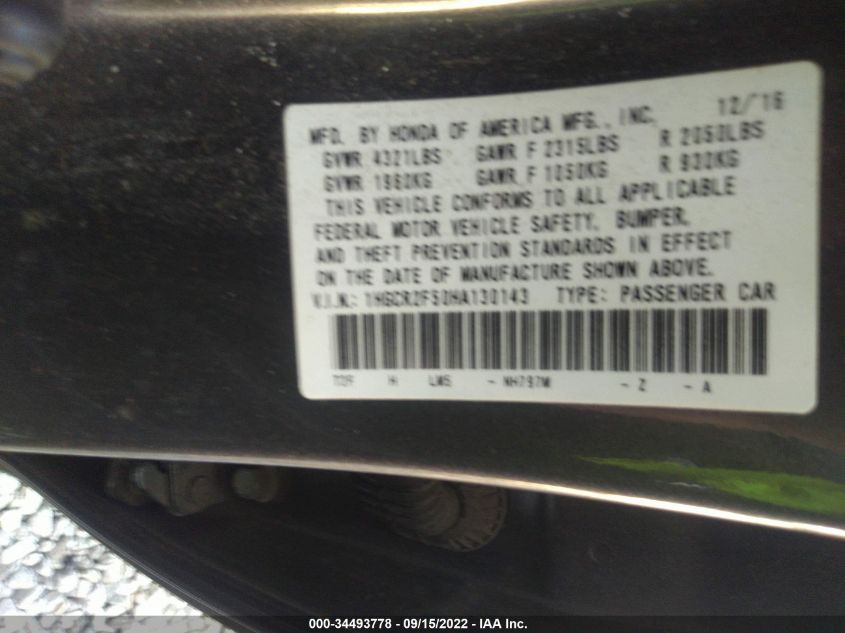 MFD. BY HONDA OF AMERICA MFG., INC. 12/'16
GVWR 4321LBS GAWR F 2315LBS R 2050LBS
GVWR 1960KG GAWR F 1050KG R 930KG
THIS VEHICLE CONFORMS TO ALL APPLICABLE
FEDERAL MOTOR VEHICLE SAFETY, BUMPER,
AND THEFT PREVENTION STANDARDS IN EFFECT
ON THE DATE OF MANUFACTURE SHOWN ABOVE.
V.I.N.: 1HGCR2F50HA130143 TYPE: PASSENGER CAR
H LW5 - NH797M - Z - A
000-34493778 - 09/15/2022 - IAA Inc.